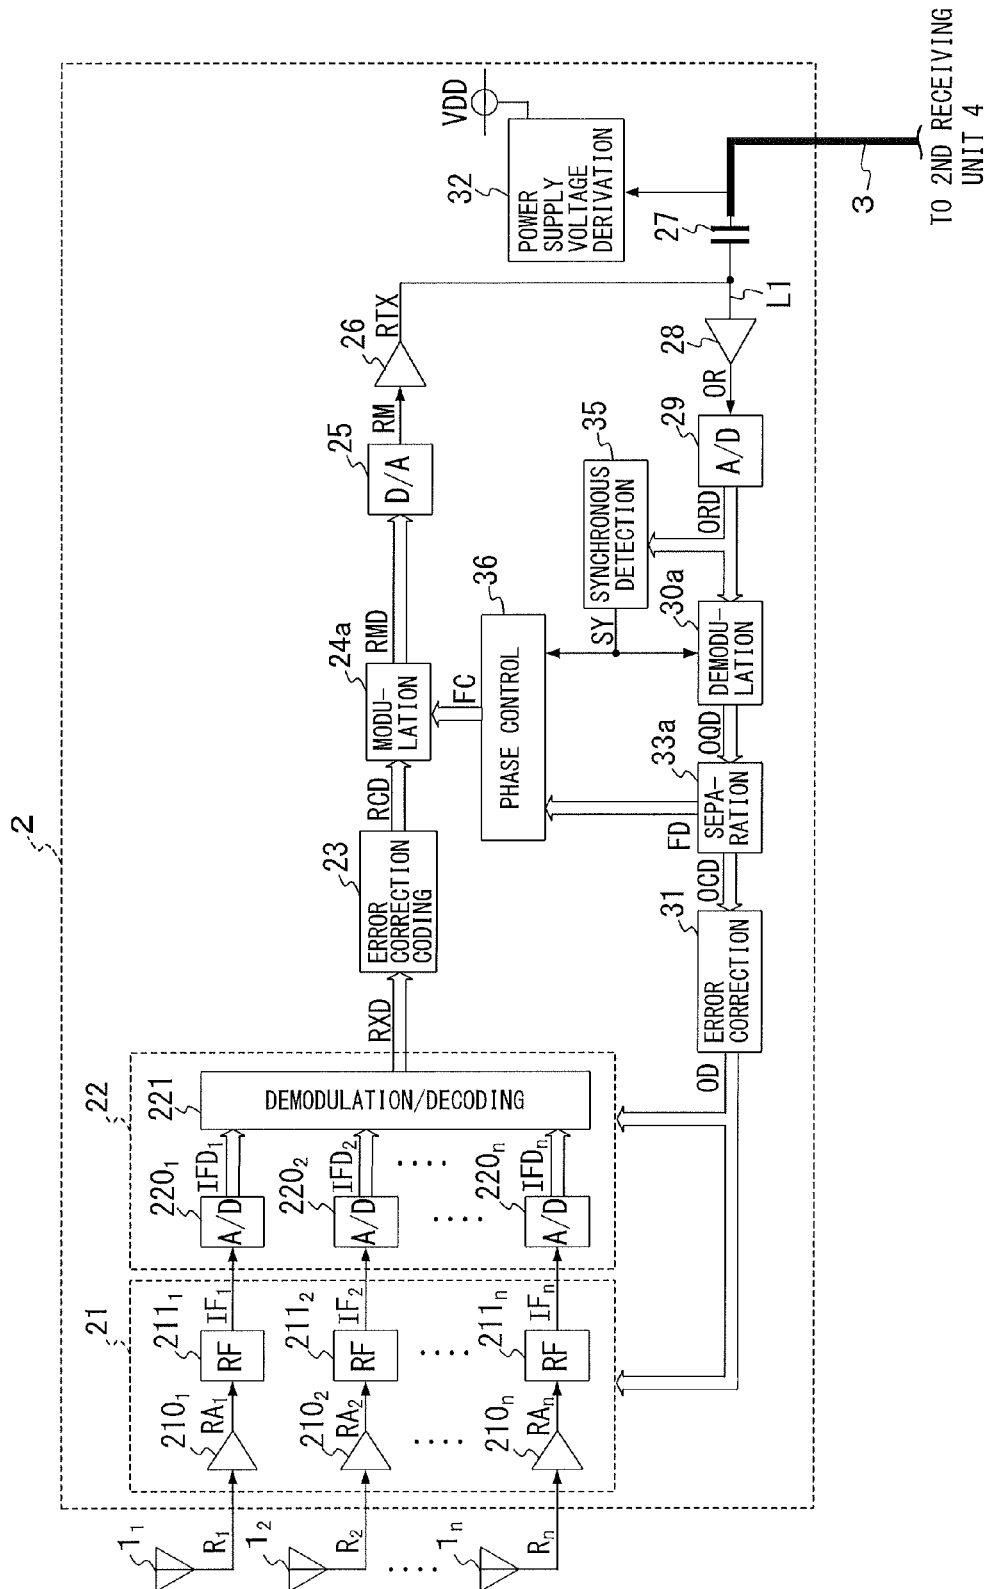 2
21
22
1₁
R₁
210₁
RA₁
211₁
RF
IF₁
220₁
A/D
IFD₁
1₂
R₂
210₂
RA₂
211₂
RF
IF₂
220₂
A/D
IFD₂
....
....
....
....
....
1ₙ
Rₙ
210ₙ
RAₙ
211ₙ
RF
IFₙ
220ₙ
A/D
IFDₙ
221
DEMODULATION/DECODING
RXD
23
ERROR
CORRECTION
CODING
RCD
24a
MODU-
LATION
RMD
25
D/A
RM
26
RTX
FC
36
PHASE CONTROL
SY
35
SYNCHRONOUS
DETECTION
32
POWER
SUPPLY
VOLTAGE
DERIVATION
VDD
27
L1
28
OR
29
A/D
ORD
30a
DEMODU-
LATION
OQD
33a
SEPA-
RATION
FD
OCD
31
ERROR
CORRECTION
OD
3
TO 2ND RECEIVING
UNIT 4